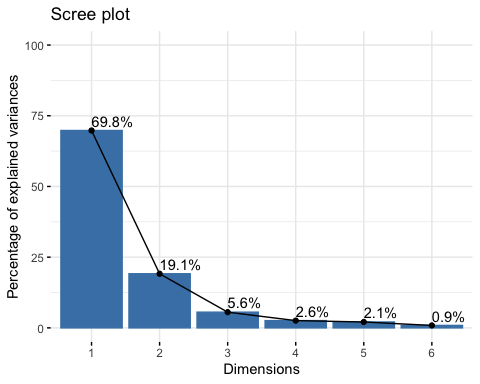 Scree plot
Percentage of explained variances
100
75
50
25
0
69.8%
19.1%
5.6%
2.6%
2.1%
0.9%
1 2 3 4 5 6
Dimensions